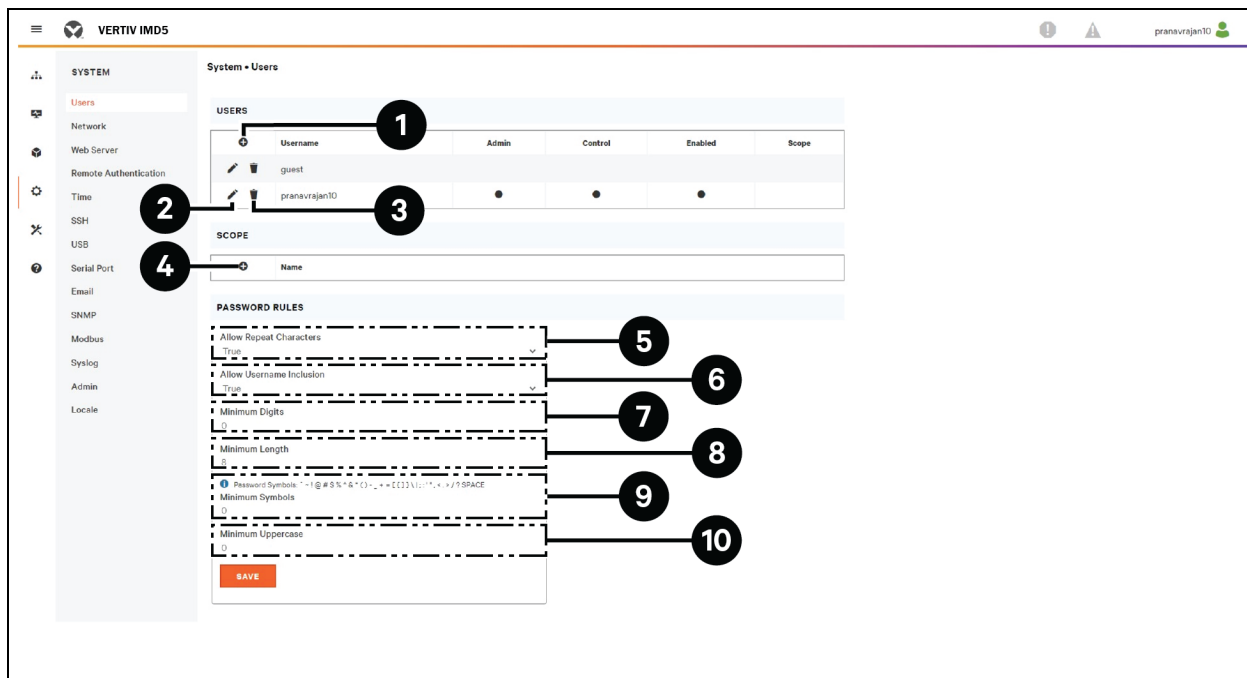 VERTIV IMD5
pranavrajan10
SYSTEM
Users
Network
Web Server
Remote Authentication
Time
SSH
USB
Serial Port
Email
SNMP
Modbus
Syslog
Admin
Locale
System • Users
USERS
Username Admin Control Enabled Scope
guest
pranavrajan10
SCOPE
Name
PASSWORD RULES
Allow Repeat Characters
True
Allow Username Inclusion
True
Minimum Digits
0
Minimum Length
8
Password Symbols: ` ~ ! @ # $ % ^ & * ( ) - _ + = [ { ] } \ | ; : ' " , < . > / ? SPACE
Minimum Symbols
0
Minimum Uppercase
0
SAVE
1
2
3
4
5
6
7
8
9
10